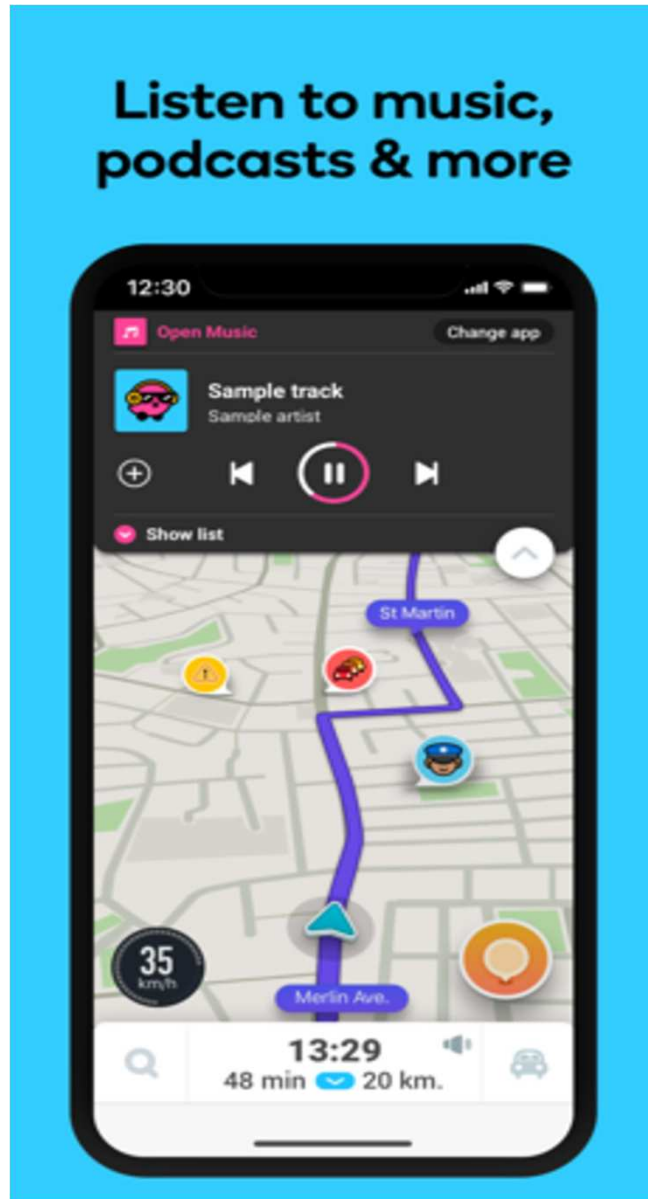 Listen to music,
podcasts & more
12:30
Open Music
Change app
Sample track
Sample artist
Show list
St Martin
35
km/h
Merlin Ave.
13:29
48 min 20 km.